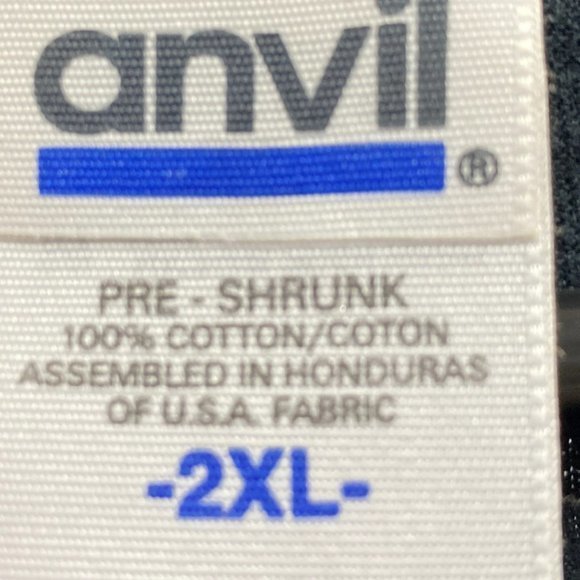 anvil
®
PRE - SHRUNK
100% COTTON/COTON
ASSEMBLED IN HONDURAS
OF U.S.A. FABRIC
-2XL-